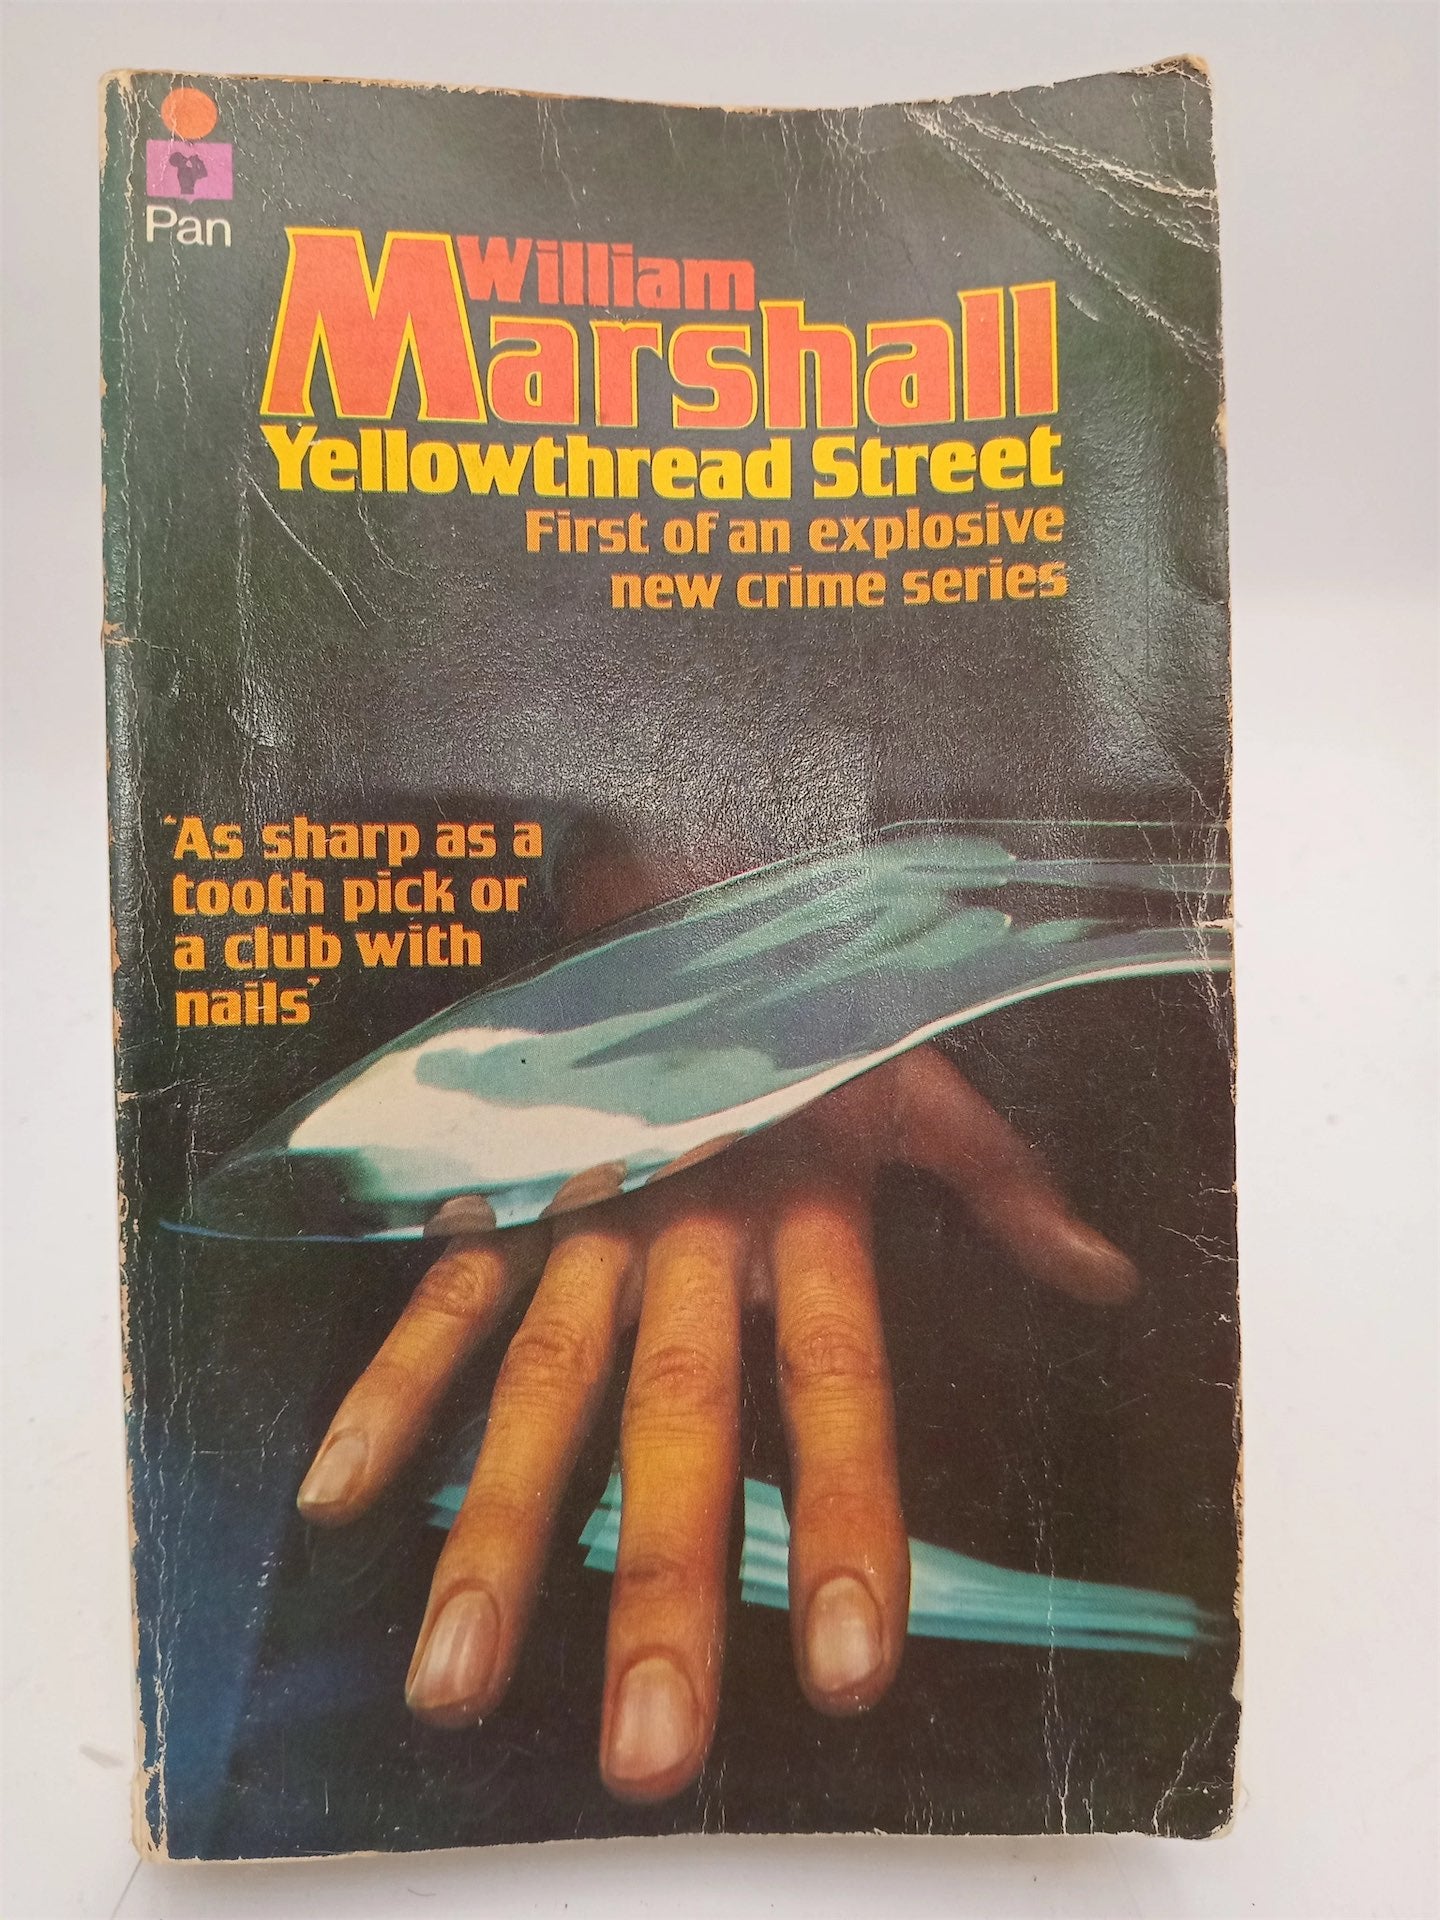 Pan
William
Marshall
Yellowthread Street
First of an explosive
new crime series
'As sharp as a
tooth pick or
a club with
nails'